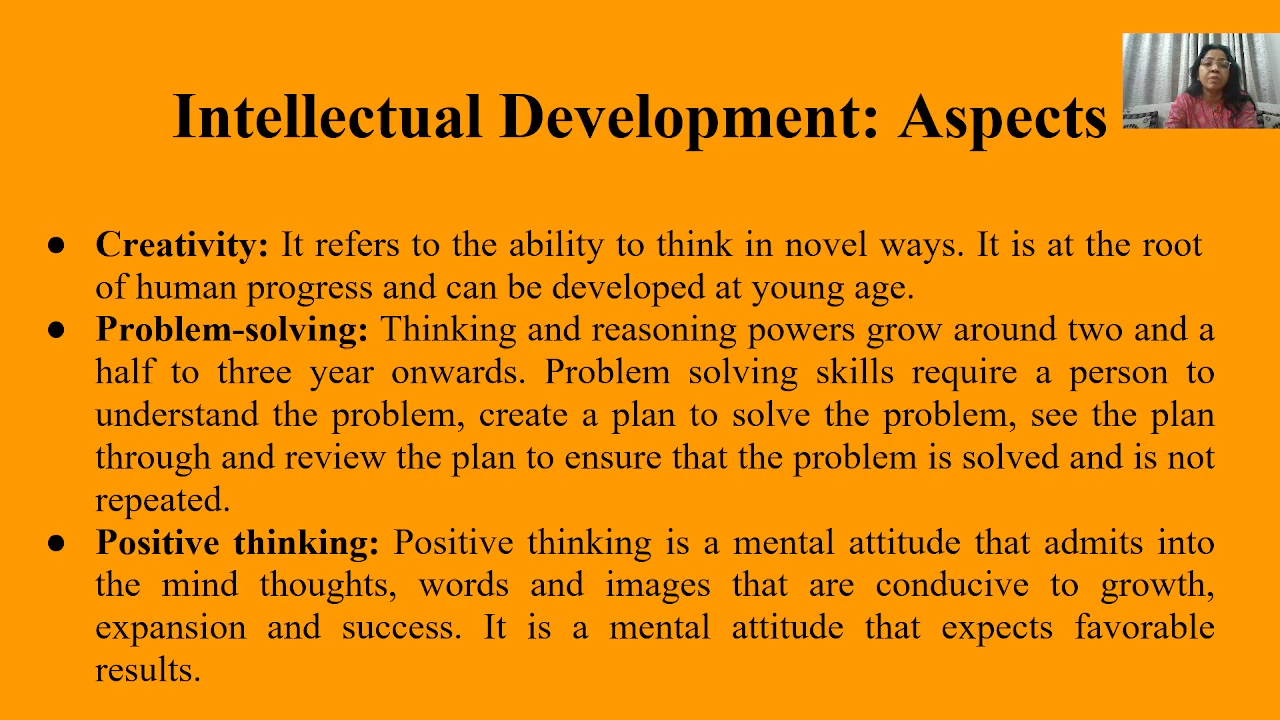 Intellectual Development: Aspects
● Creativity: It refers to the ability to think in novel ways. It is at the root
of human progress and can be developed at young age.
● Problem-solving: Thinking and reasoning powers grow around two and a
half to three year onwards. Problem solving skills require a person to
understand the problem, create a plan to solve the problem, see the plan
through and review the plan to ensure that the problem is solved and is not
repeated.
● Positive thinking: Positive thinking is a mental attitude that admits into
the mind thoughts, words and images that are conducive to growth,
expansion and success. It is a mental attitude that expects favorable
results.